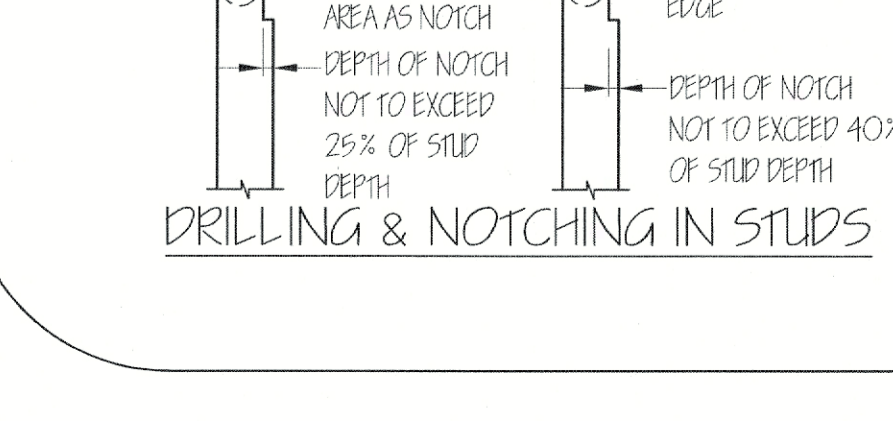 AREA AS NOTCH
DEPTH OF NOTCH
NOT TO EXCEED
25% OF STUD
DEPTH
EDGE
DEPTH OF NOTCH
NOT TO EXCEED 40%
OF STUD DEPTH
DRILLING & NOTCHING IN STUDS